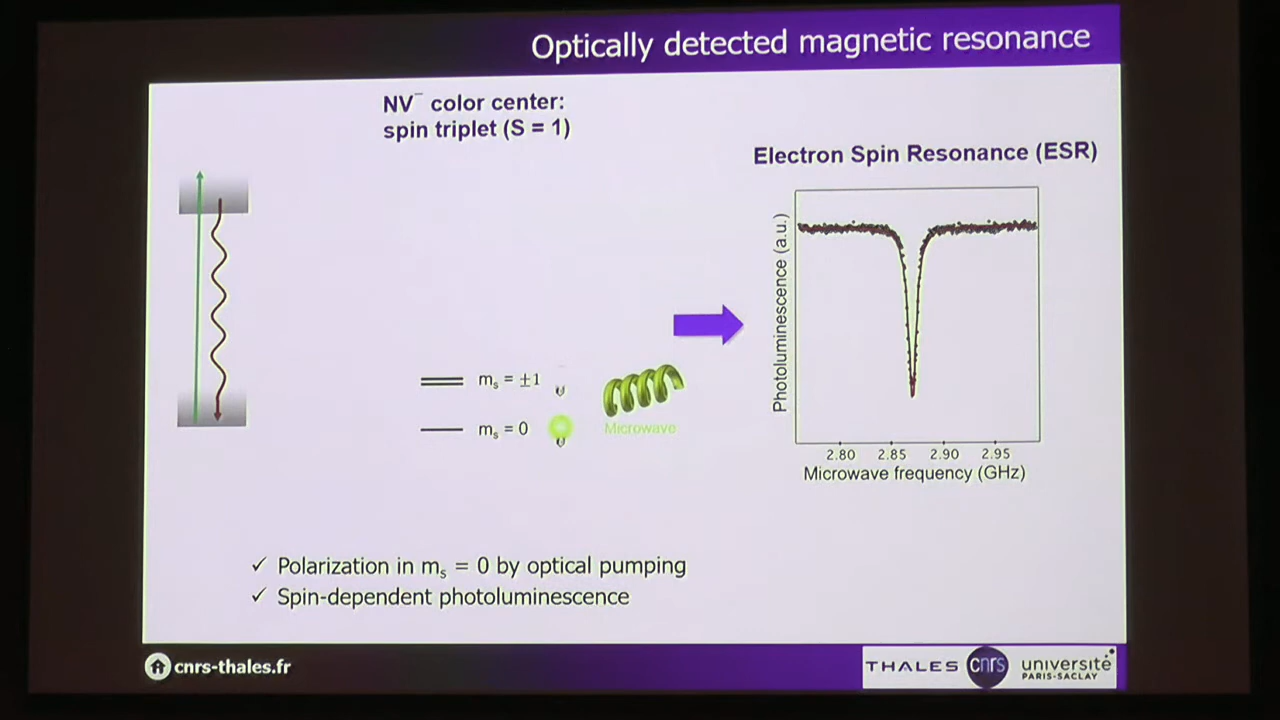 Optically detected magnetic resonance
NV⁻ color center:
spin triplet (S = 1)
Electron Spin Resonance (ESR)
Photoluminescence (a.u.)
mₛ = ±1
mₛ = 0
Microwave
2.80 2.85 2.90 2.95
Microwave frequency (GHz)
✓ Polarization in mₛ = 0 by optical pumping
✓ Spin-dependent photoluminescence
cnrs-thales.fr
THALES
cnrs
université
PARIS-SACLAY